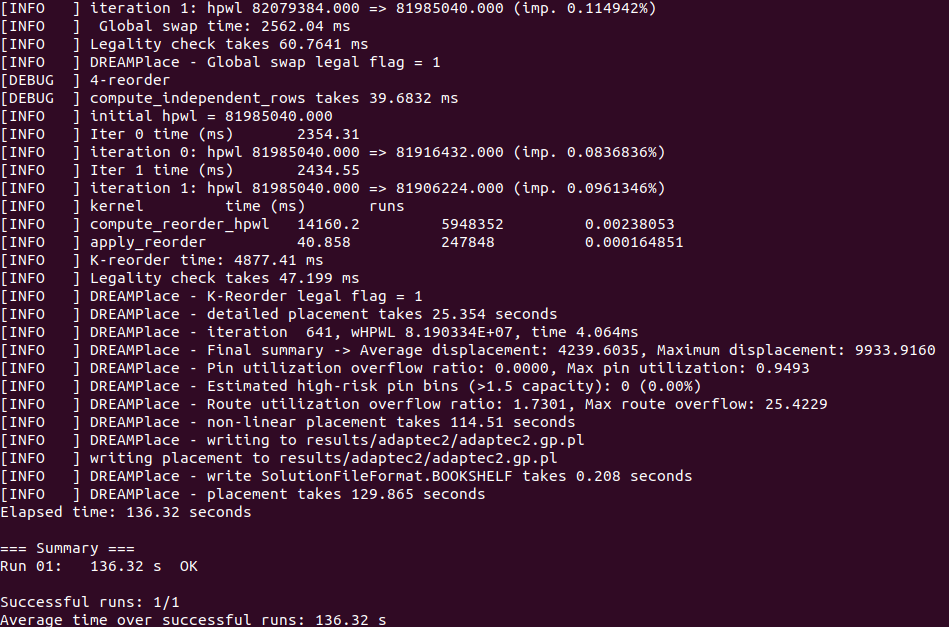 [INFO   ] iteration 1: hpwl 82079384.000 => 81985040.000 (imp. 0.114942%)
[INFO   ]  Global swap time: 2562.04 ms
[INFO   ] Legality check takes 60.7641 ms
[INFO   ] DREAMPlace - Global swap legal flag = 1
[DEBUG  ] 4-reorder
[DEBUG  ] compute_independent_rows takes 39.6832 ms
[INFO   ] initial hpwl = 81985040.000
[INFO   ] Iter 0 time (ms)       2354.31
[INFO   ] iteration 0: hpwl 81985040.000 => 81916432.000 (imp. 0.0836836%)
[INFO   ] Iter 1 time (ms)       2434.55
[INFO   ] iteration 1: hpwl 81985040.000 => 81906224.000 (imp. 0.0961346%)
[INFO   ] kernel         time (ms)       runs
[INFO   ] compute_reorder_hpwl   14160.2         5948352         0.00238053
[INFO   ] apply_reorder          40.858          247848          0.000164851
[INFO   ] K-reorder time: 4877.41 ms
[INFO   ] Legality check takes 47.199 ms
[INFO   ] DREAMPlace - K-Reorder legal flag = 1
[INFO   ] DREAMPlace - detailed placement takes 25.354 seconds
[INFO   ] DREAMPlace - iteration  641, wHPWL 8.190334E+07, time 4.064ms
[INFO   ] DREAMPlace - Final summary -> Average displacement: 4239.6035, Maximum displacement: 9933.9160
[INFO   ] DREAMPlace - Pin utilization overflow ratio: 0.0000, Max pin utilization: 0.9493
[INFO   ] DREAMPlace - Estimated high-risk pin bins (>1.5 capacity): 0 (0.00%)
[INFO   ] DREAMPlace - Route utilization overflow ratio: 1.7301, Max route overflow: 25.4229
[INFO   ] DREAMPlace - non-linear placement takes 114.51 seconds
[INFO   ] DREAMPlace - writing to results/adaptec2/adaptec2.gp.pl
[INFO   ] writing placement to results/adaptec2/adaptec2.gp.pl
[INFO   ] DREAMPlace - write SolutionFileFormat.BOOKSHELF takes 0.208 seconds
[INFO   ] DREAMPlace - placement takes 129.865 seconds
Elapsed time: 136.32 seconds

=== Summary ===
Run 01:   136.32 s  OK

Successful runs: 1/1
Average time over successful runs: 136.32 s